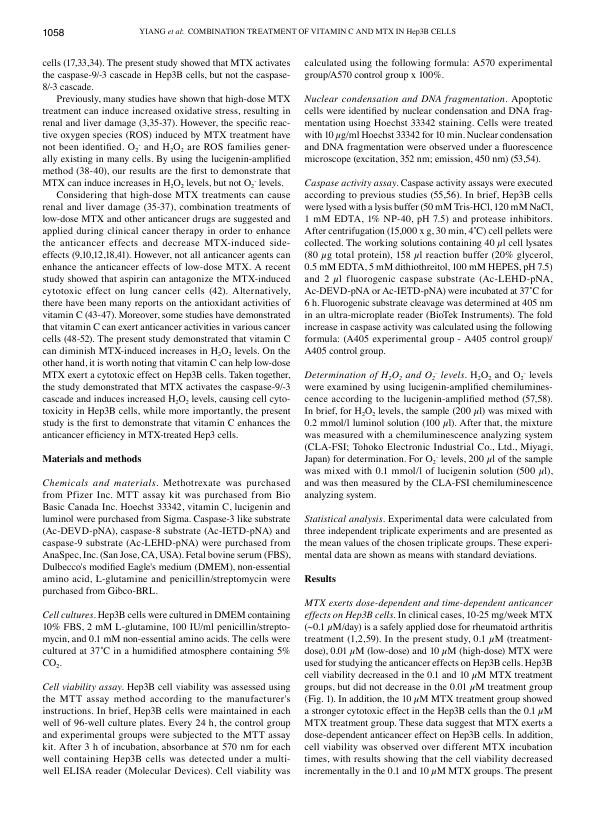 1058
YIANG et al: COMBINATION TREATMENT OF VITAMIN C AND MTX IN Hep3B CELLS
cells (17,33,34). The present study showed that MTX activates
the caspase-9/-3 cascade in Hep3B cells, but not the caspase-
8/-3 cascade.
Previously, many studies have shown that high-dose MTX
treatment can induce increased oxidative stress, resulting in
renal and liver damage (3,35-37). However, the specific reac-
tive oxygen species (ROS) induced by MTX treatment have
not been identified. O2- and H2O2 are ROS families gener-
ally existing in many cells. By using the lucigenin-amplified
method (38-40), our results are the first to demonstrate that
MTX can induce increases in H2O2 levels, but not O2- levels.
Considering that high-dose MTX treatments can cause
renal and liver damage (35-37), combination treatments of
low-dose MTX and other anticancer drugs are suggested and
applied during clinical cancer therapy in order to enhance
the anticancer effects and decrease MTX-induced side-
effects (9,10,12,18,41). However, not all anticancer agents can
enhance the anticancer effects of low-dose MTX. A recent
study showed that aspirin can antagonize the MTX-induced
cytotoxic effect on lung cancer cells (42). Alternatively,
there have been many reports on the antioxidant activities of
vitamin C (43-47). Moreover, some studies have demonstrated
that vitamin C can exert anticancer activities in various cancer
cells (48-52). The present study demonstrated that vitamin C
can diminish MTX-induced increases in H2O2 levels. On the
other hand, it is worth noting that vitamin C can help low-dose
MTX exert a cytotoxic effect on Hep3B cells. Taken together,
the study demonstrated that MTX activates the caspase-9/-3
cascade and induces increased H2O2 levels, causing cell cyto-
toxicity in Hep3B cells, while more importantly, the present
study is the first to demonstrate that vitamin C enhances the
anticancer efficiency in MTX-treated Hep3 cells.
Materials and methods
Chemicals and materials. Methotrexate was purchased
from Pfizer Inc. MTT assay kit was purchased from Bio
Basic Canada Inc. Hoechst 33342, vitamin C, lucigenin and
luminol were purchased from Sigma. Caspase-3 like substrate
(Ac-DEVD-pNA), caspase-8 substrate (Ac-IETD-pNA) and
caspase-9 substrate (Ac-LEHD-pNA) were purchased from
AnaSpec, Inc. (San Jose, CA, USA). Fetal bovine serum (FBS),
Dulbecco's modified Eagle's medium (DMEM), non-essential
amino acid, L-glutamine and penicillin/streptomycin were
purchased from Gibco-BRL.
Cell cultures. Hep3B cells were cultured in DMEM containing
10% FBS, 2 mM L-glutamine, 100 IU/ml penicillin/strepto-
mycin, and 0.1 mM non-essential amino acids. The cells were
cultured at 37˚C in a humidified atmosphere containing 5%
CO2.
Cell viability assay. Hep3B cell viability was assessed using
the MTT assay method according to the manufacturer's
instructions. In brief, Hep3B cells were maintained in each
well of 96-well culture plates. Every 24 h, the control group
and experimental groups were subjected to the MTT assay
kit. After 3 h of incubation, absorbance at 570 nm for each
well containing Hep3B cells was detected under a multi-
well ELISA reader (Molecular Devices). Cell viability was
calculated using the following formula: A570 experimental
group/A570 control group x 100%.
Nuclear condensation and DNA fragmentation. Apoptotic
cells were identified by nuclear condensation and DNA frag-
mentation using Hoechst 33342 staining. Cells were treated
with 10 µg/ml Hoechst 33342 for 10 min. Nuclear condensation
and DNA fragmentation were observed under a fluorescence
microscope (excitation, 352 nm; emission, 450 nm) (53,54).
Caspase activity assay. Caspase activity assays were executed
according to previous studies (55,56). In brief, Hep3B cells
were lysed with a lysis buffer (50 mM Tris-HCl, 120 mM NaCl,
1 mM EDTA, 1% NP-40, pH 7.5) and protease inhibitors.
After centrifugation (15,000 x g, 30 min, 4˚C) cell pellets were
collected. The working solutions containing 40 µl cell lysates
(80 µg total protein), 158 µl reaction buffer (20% glycerol,
0.5 mM EDTA, 5 mM dithiothreitol, 100 mM HEPES, pH 7.5)
and 2 µl fluorogenic caspase substrate (Ac-LEHD-pNA,
Ac-DEVD-pNA or Ac-IETD-pNA) were incubated at 37˚C for
6 h. Fluorogenic substrate cleavage was determined at 405 nm
in an ultra-microplate reader (BioTek Instruments). The fold
increase in caspase activity was calculated using the following
formula: (A405 experimental group - A405 control group)/
A405 control group.
Determination of H2O2 and O2- levels. H2O2 and O2- levels
were examined by using lucigenin-amplified chemilumines-
cence according to the lucigenin-amplified method (57,58).
In brief, for H2O2 levels, the sample (200 µl) was mixed with
0.2 mmol/l luminol solution (100 µl). After that, the mixture
was measured with a chemiluminescence analyzing system
(CLA-FSI; Tohoku Electronic Industrial Co., Ltd., Miyagi,
Japan) for determination. For O2- levels, 200 µl of the sample
was mixed with 0.1 mmol/l of lucigenin solution (500 µl),
and was then measured by the CLA-FSI chemiluminescence
analyzing system.
Statistical analysis. Experimental data were calculated from
three independent triplicate experiments and are presented as
the mean values of the chosen triplicate groups. These experi-
mental data are shown as means with standard deviations.
Results
MTX exerts dose-dependent and time-dependent anticancer
effects on Hep3B cells. In clinical cases, 10-25 mg/week MTX
(~0.1 µM/day) is a safely applied dose for rheumatoid arthritis
treatment (1,2,59). In the present study, 0.1 µM (treatment-
dose), 0.01 µM (low-dose) and 10 µM (high-dose) MTX were
used for studying the anticancer effects on Hep3B cells. Hep3B
cell viability decreased in the 0.1 and 10 µM MTX treatment
groups, but did not decrease in the 0.01 µM treatment group
(Fig. 1). In addition, the 10 µM MTX treatment group showed
a stronger cytotoxic effect in the Hep3B cells than the 0.1 µM
MTX treatment group. These data suggest that MTX exerts a
dose-dependent anticancer effect on Hep3B cells. In addition,
cell viability was observed over different MTX incubation
times, with results showing that the cell viability decreased
incrementally in the 0.1 and 10 µM MTX groups. The present